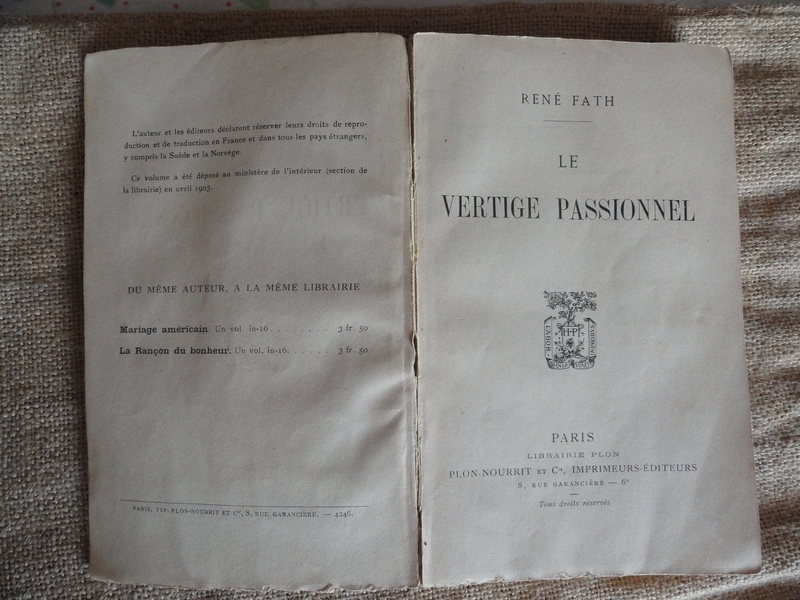 L'auteur et les éditeurs déclarent réserver leurs droits de repro-
duction et de traduction en France et dans tous les pays étrangers,
y compris la Suède et la Norvège.
Ce volume a été déposé au ministère de l'intérieur (section de
la librairie) en avril 1903.
DU MÊME AUTEUR, A LA MÊME LIBRAIRIE
Mariage américain. Un vol. in-16. . . . . . . . 3 fr. 50
La Rançon du bonheur. Un vol. in-16. . . . . . 3 fr. 50
PARIS, TYP. PLON-NOURRIT ET Cie, 8, RUE GARANCIÈRE. — 4246.
RENÉ FATH
LE
VERTIGE PASSIONNEL
LABOR
H·P
OMNIA VINCIT
PARIS
LIBRAIRIE PLON
PLON-NOURRIT ET Cie, IMPRIMEURS-ÉDITEURS
8, RUE GARANCIÈRE — 6e
Tous droits réservés